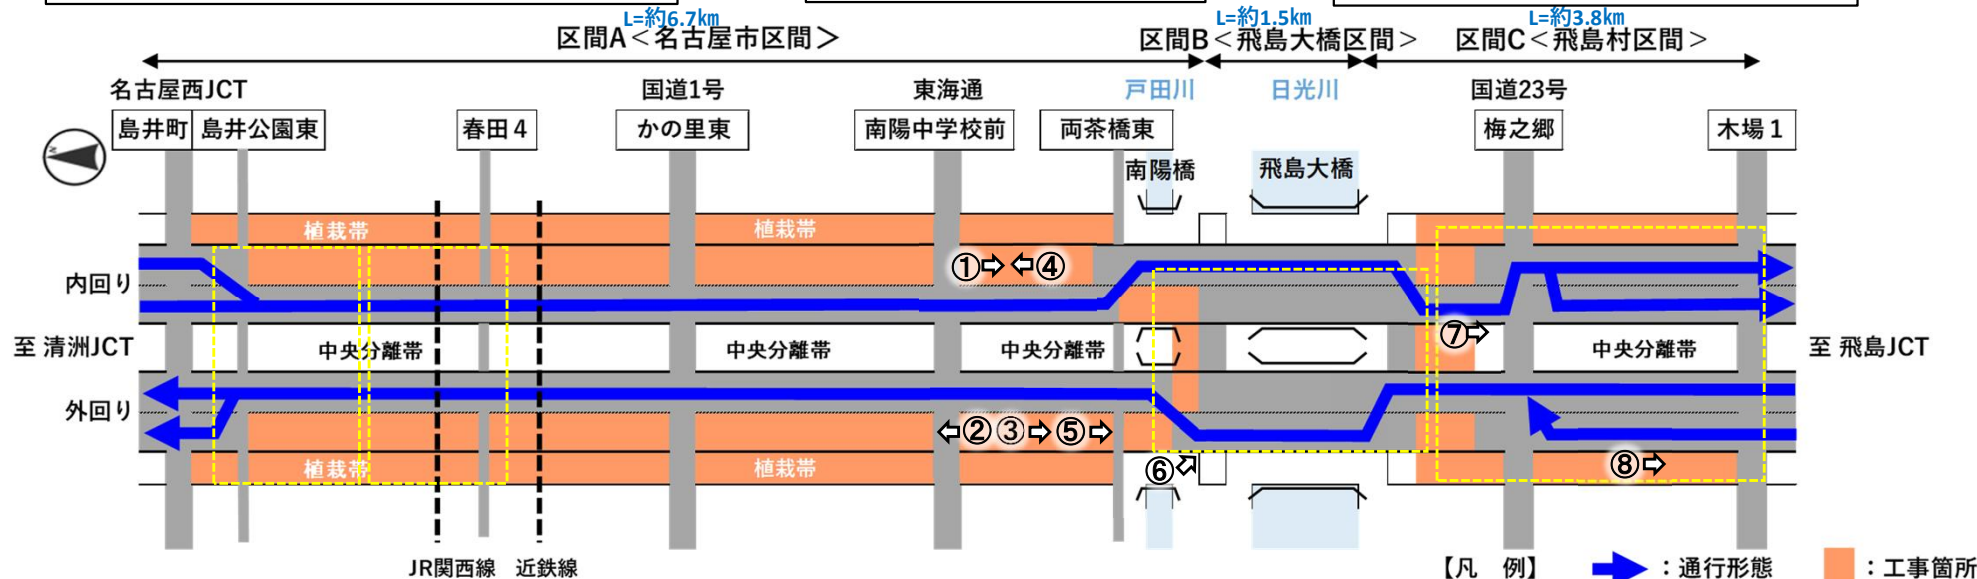 L=約6.7㎞
L=約1.5㎞
L=約3.8㎞
区間A＜名古屋市区間＞
区間B＜飛島大橋区間＞
区間C＜飛島村区間＞
名古屋西JCT
国道1号
東海通
戸田川
日光川
国道23号
島井町
島井公園東
春田4
かの里東
南陽中学校前
両茶橋東
梅之郷
木場1
N
南陽橋
飛島大橋
植栽帯
植栽帯
内回り
①⇨
⇦④
至 清洲JCT
中央分離帯
中央分離帯
中央分離帯
⑦⇨
中央分離帯
至 飛島JCT
外回り
⇦②
③⇨
⑤⇨
植栽帯
植栽帯
⑥
⑧⇨
JR関西線
近鉄線
【凡　例】
：通行形態
：工事箇所